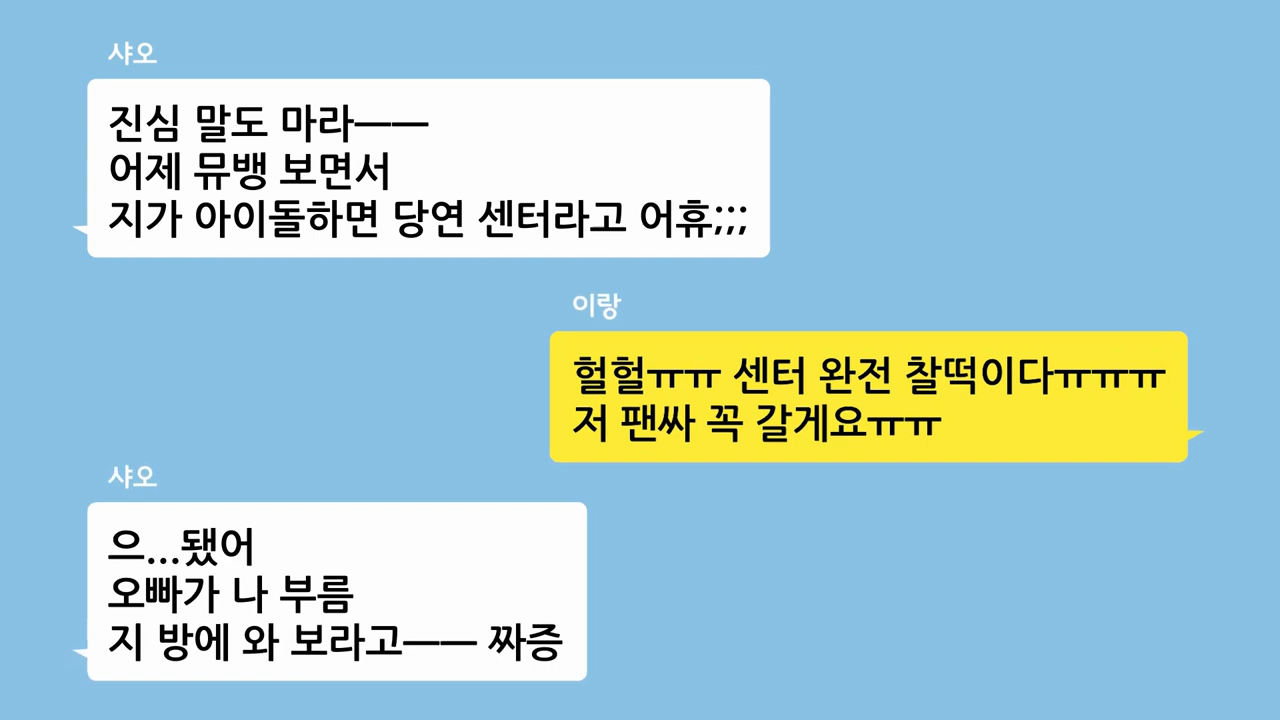 샤오
진심 말도 마라ㅡㅡ
어제 뮤뱅 보면서
지가 아이돌하면 당연 센터라고 어휴;;;
이랑
헐헐ㅠㅠ 센터 완전 찰떡이다ㅠㅠㅠ
저 팬싸 꼭 갈게요ㅠㅠ
샤오
으...됐어
오빠가 나 부름
지 방에 와 보라고ㅡㅡ 짜증